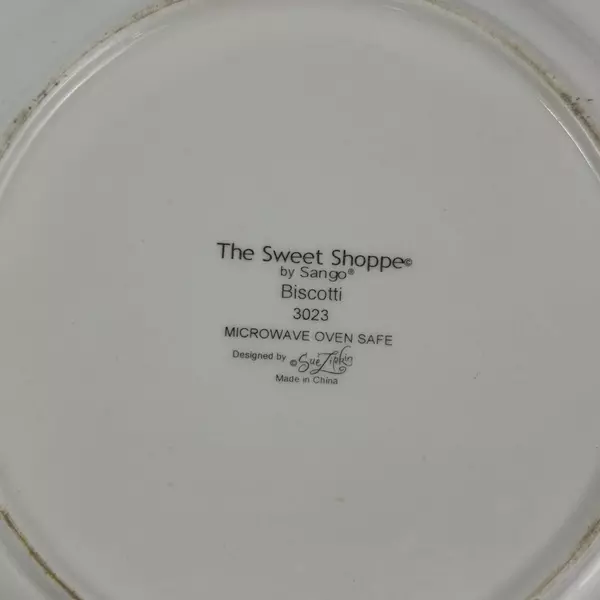 The Sweet Shoppe©
by Sango®
Biscotti
3023
MICROWAVE OVEN SAFE
Designed by ©Sue Zipkin
Made in China